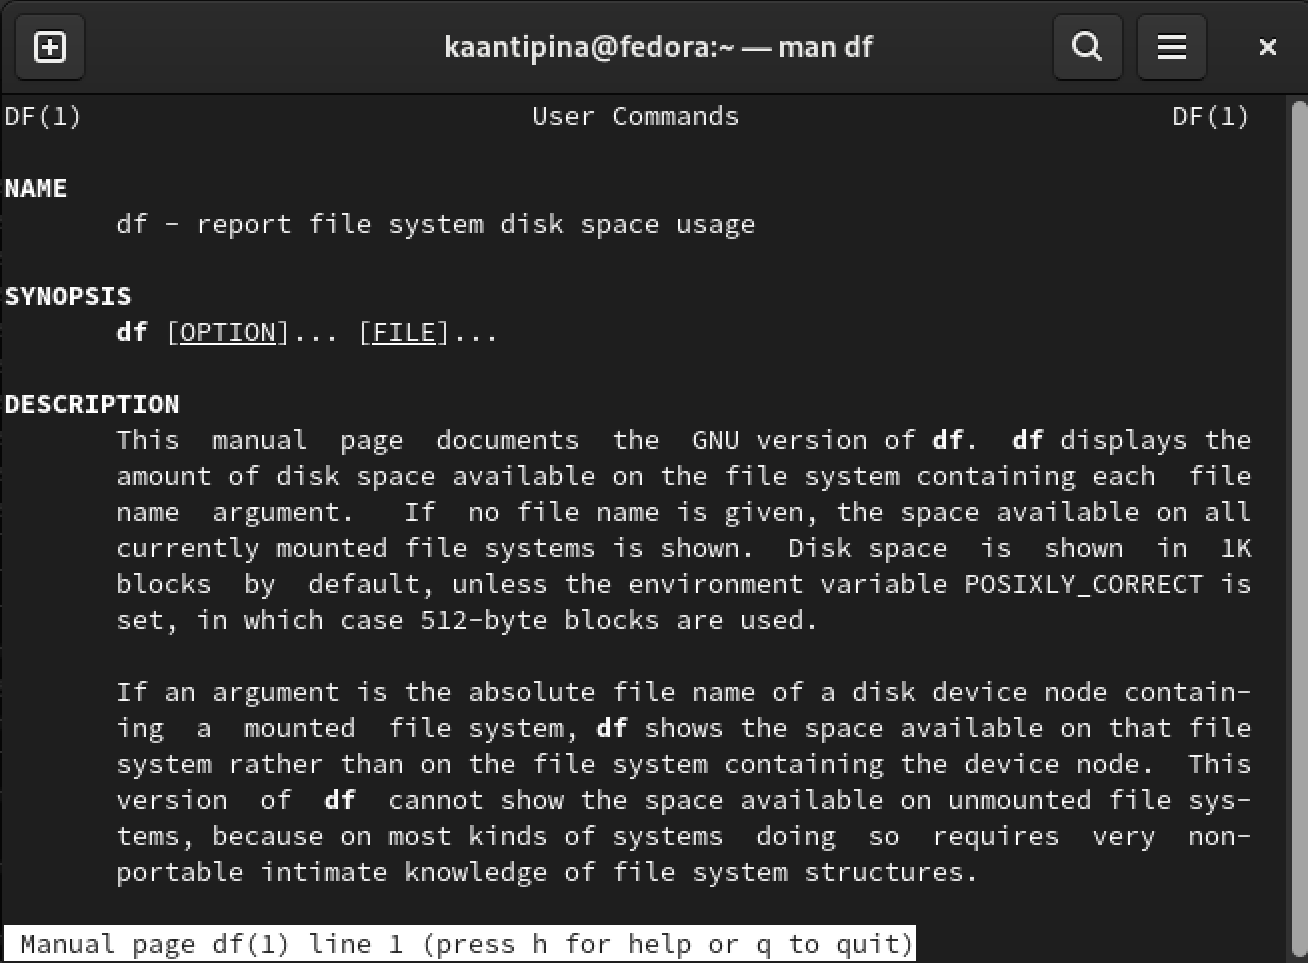 kaantipina@fedora:~ — man df
DF(1) User Commands DF(1)
NAME
df - report file system disk space usage
SYNOPSIS
df [OPTION]... [FILE]...
DESCRIPTION
This manual page documents the GNU version of df. df displays the
amount of disk space available on the file system containing each file
name argument. If no file name is given, the space available on all
currently mounted file systems is shown. Disk space is shown in 1K
blocks by default, unless the environment variable POSIXLY_CORRECT is
set, in which case 512-byte blocks are used.
If an argument is the absolute file name of a disk device node contain-
ing a mounted file system, df shows the space available on that file
system rather than on the file system containing the device node. This
version of df cannot show the space available on unmounted file sys-
tems, because on most kinds of systems doing so requires very non-
portable intimate knowledge of file system structures.
Manual page df(1) line 1 (press h for help or q to quit)